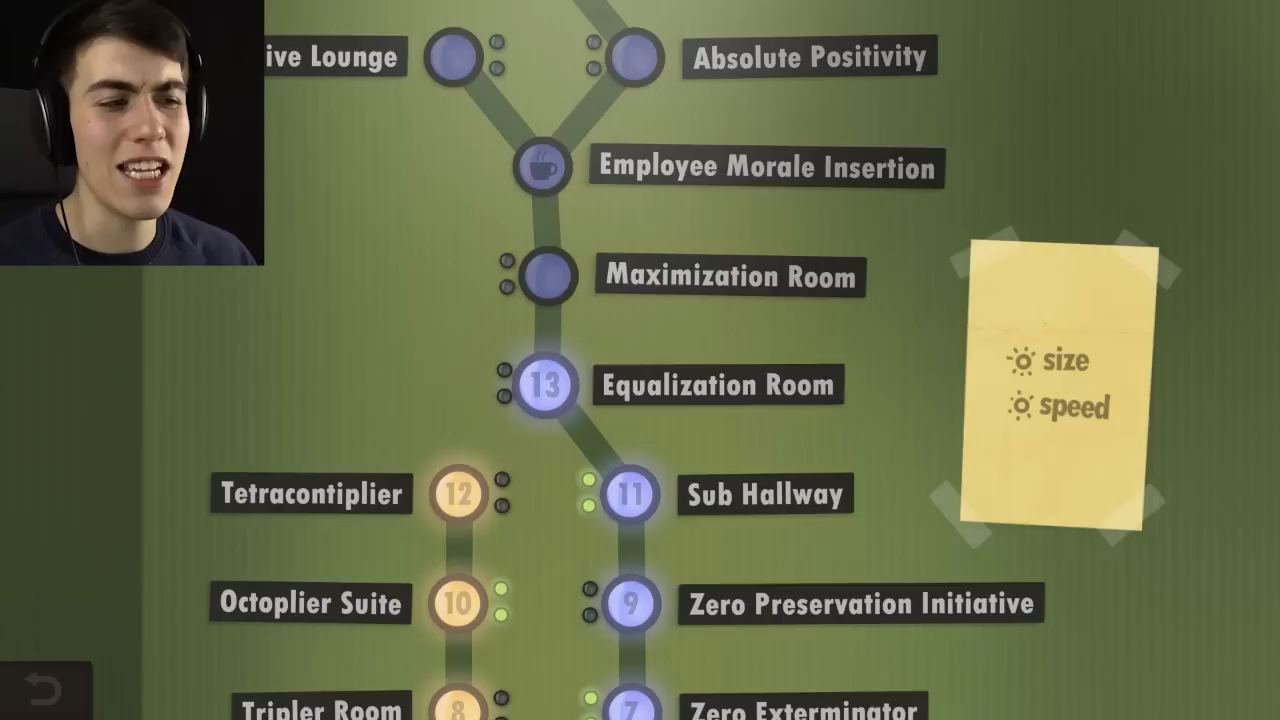 ive Lounge
Absolute Positivity
Employee Morale Insertion
Maximization Room
13
Equalization Room
size
speed
Tetracontiplier
12
11
Sub Hallway
Octoplier Suite
10
9
Zero Preservation Initiative
Tripler Room
8
7
Zero Exterminator